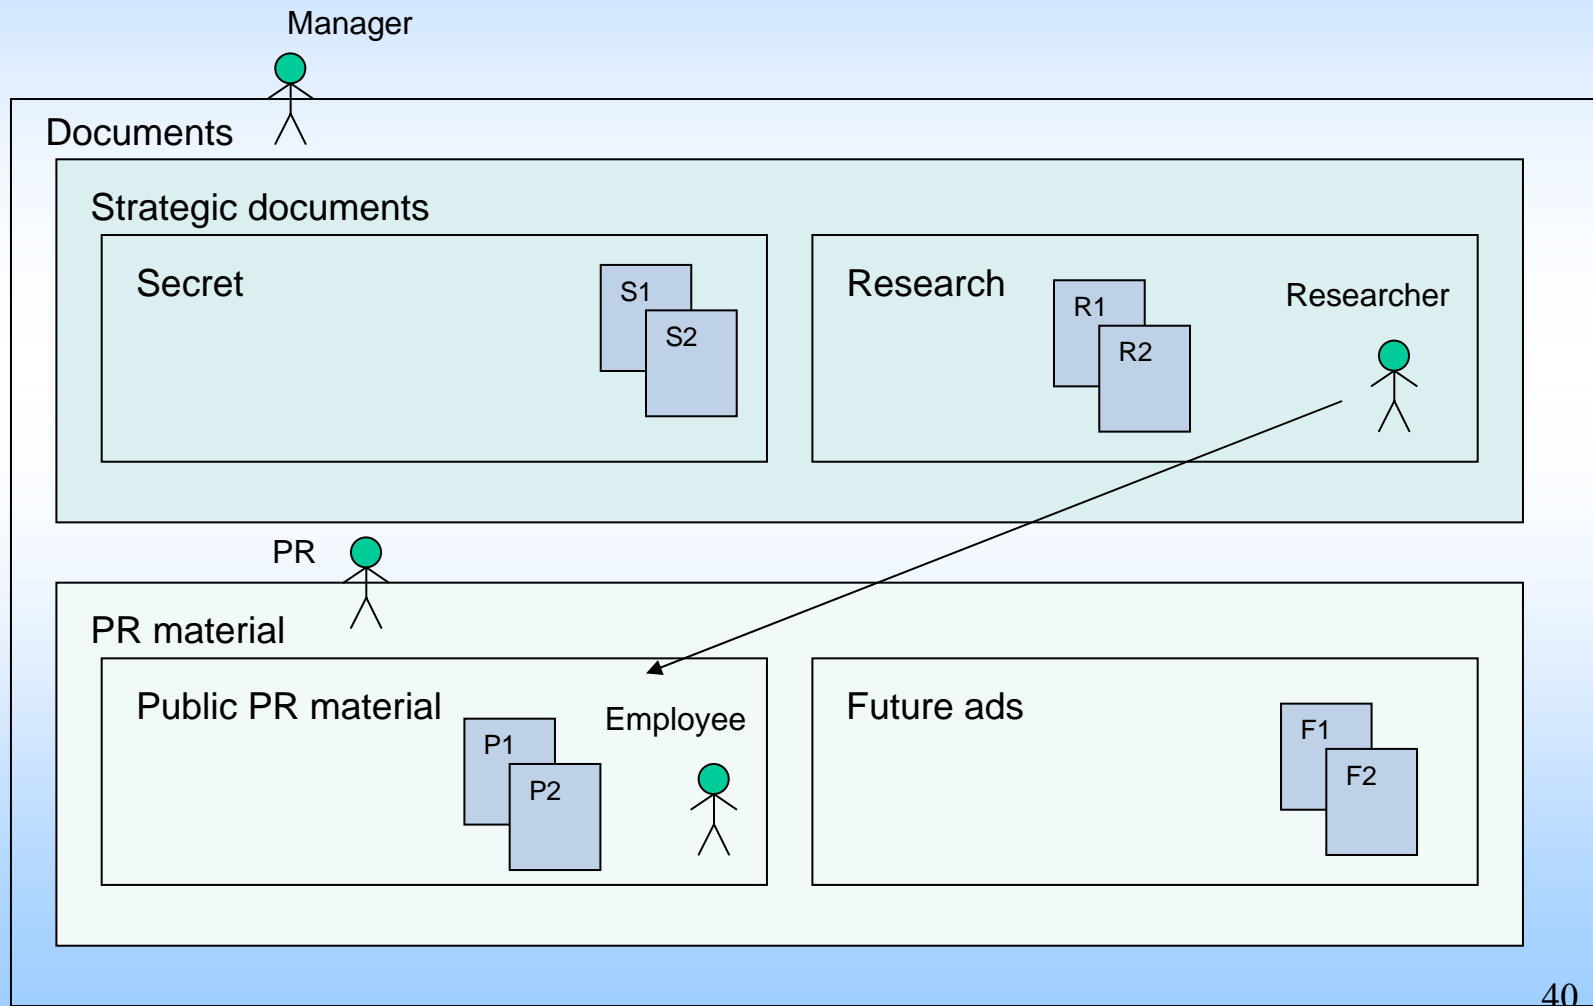 Manager
Documents
Strategic documents
Secret
S1
S2
Research
R1
R2
Researcher
PR
PR material
Public PR material
P1
P2
Employee
Future ads
F1
F2
40